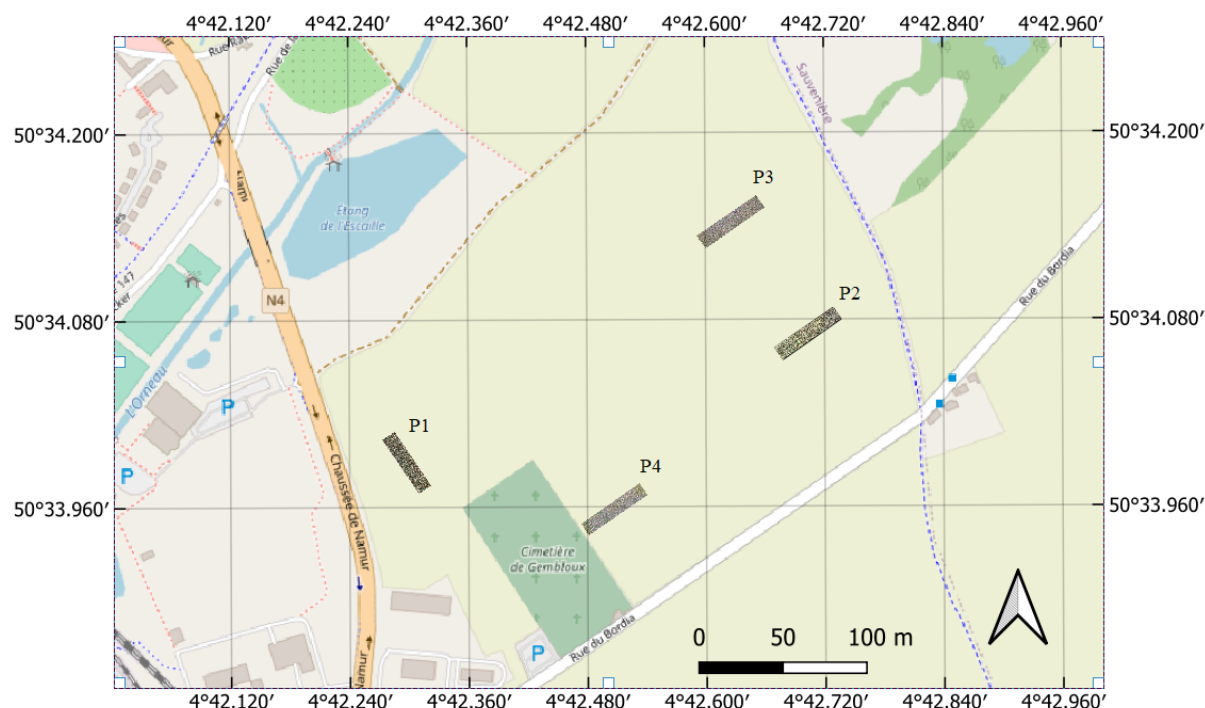 4°42.120′ 4°42.240′ 4°42.360′ 4°42.480′ 4°42.600′ 4°42.720′ 4°42.840′ 4°42.960′
Rue
Sauvenière
50°34.200′
50°34.200′
P3
Étang
de l'Escaille
147
Rue du Bordia
N4
P2
50°34.080′
50°34.080′
L'Orneau
P
P1
Chaussée de Namur
P4
P
50°33.960′
50°33.960′
Cimetière
de Gembloux
Rue du Bordia
P
0 50 100 m
Namur
4°42.120′ 4°42.240′ 4°42.360′ 4°42.480′ 4°42.600′ 4°42.720′ 4°42.840′ 4°42.960′